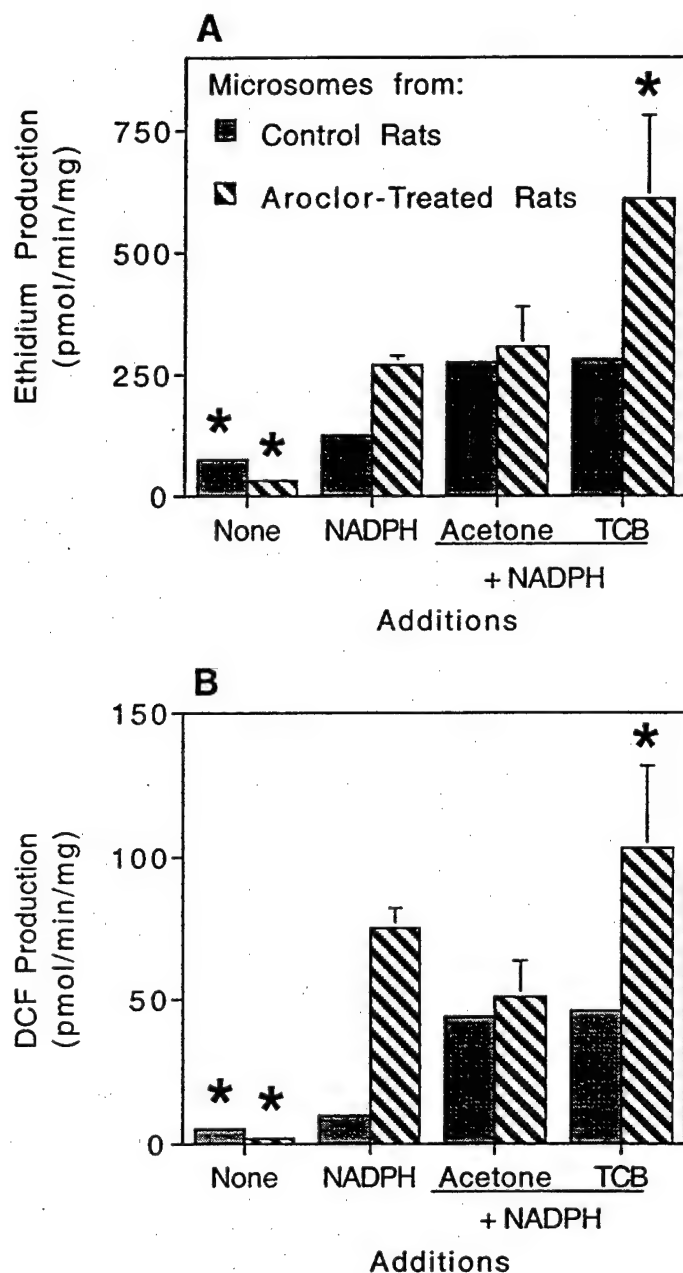 A
Microsomes from:
Control Rats
Aroclor-Treated Rats
*
* *
750
500
250
0
Ethidium Production
(pmol/min/mg)
None NADPH Acetone TCB
+ NADPH
Additions
B
150
100
50
0
*
* *
DCF Production
(pmol/min/mg)
None NADPH Acetone TCB
+ NADPH
Additions